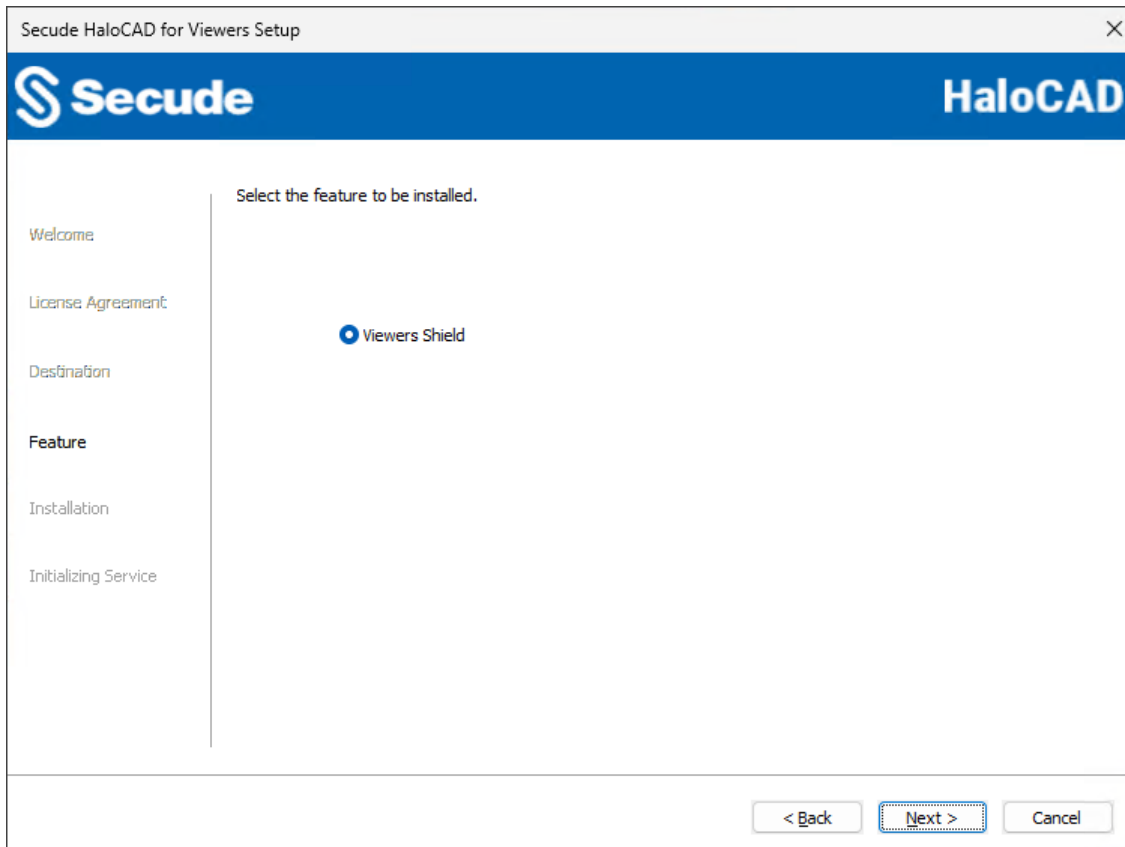 Secude HaloCAD for Viewers Setup
Secude
HaloCAD
Select the feature to be installed.
Welcome
License Agreement
Viewers Shield
Destination
Feature
Installation
Initializing Service
< Back
Next >
Cancel